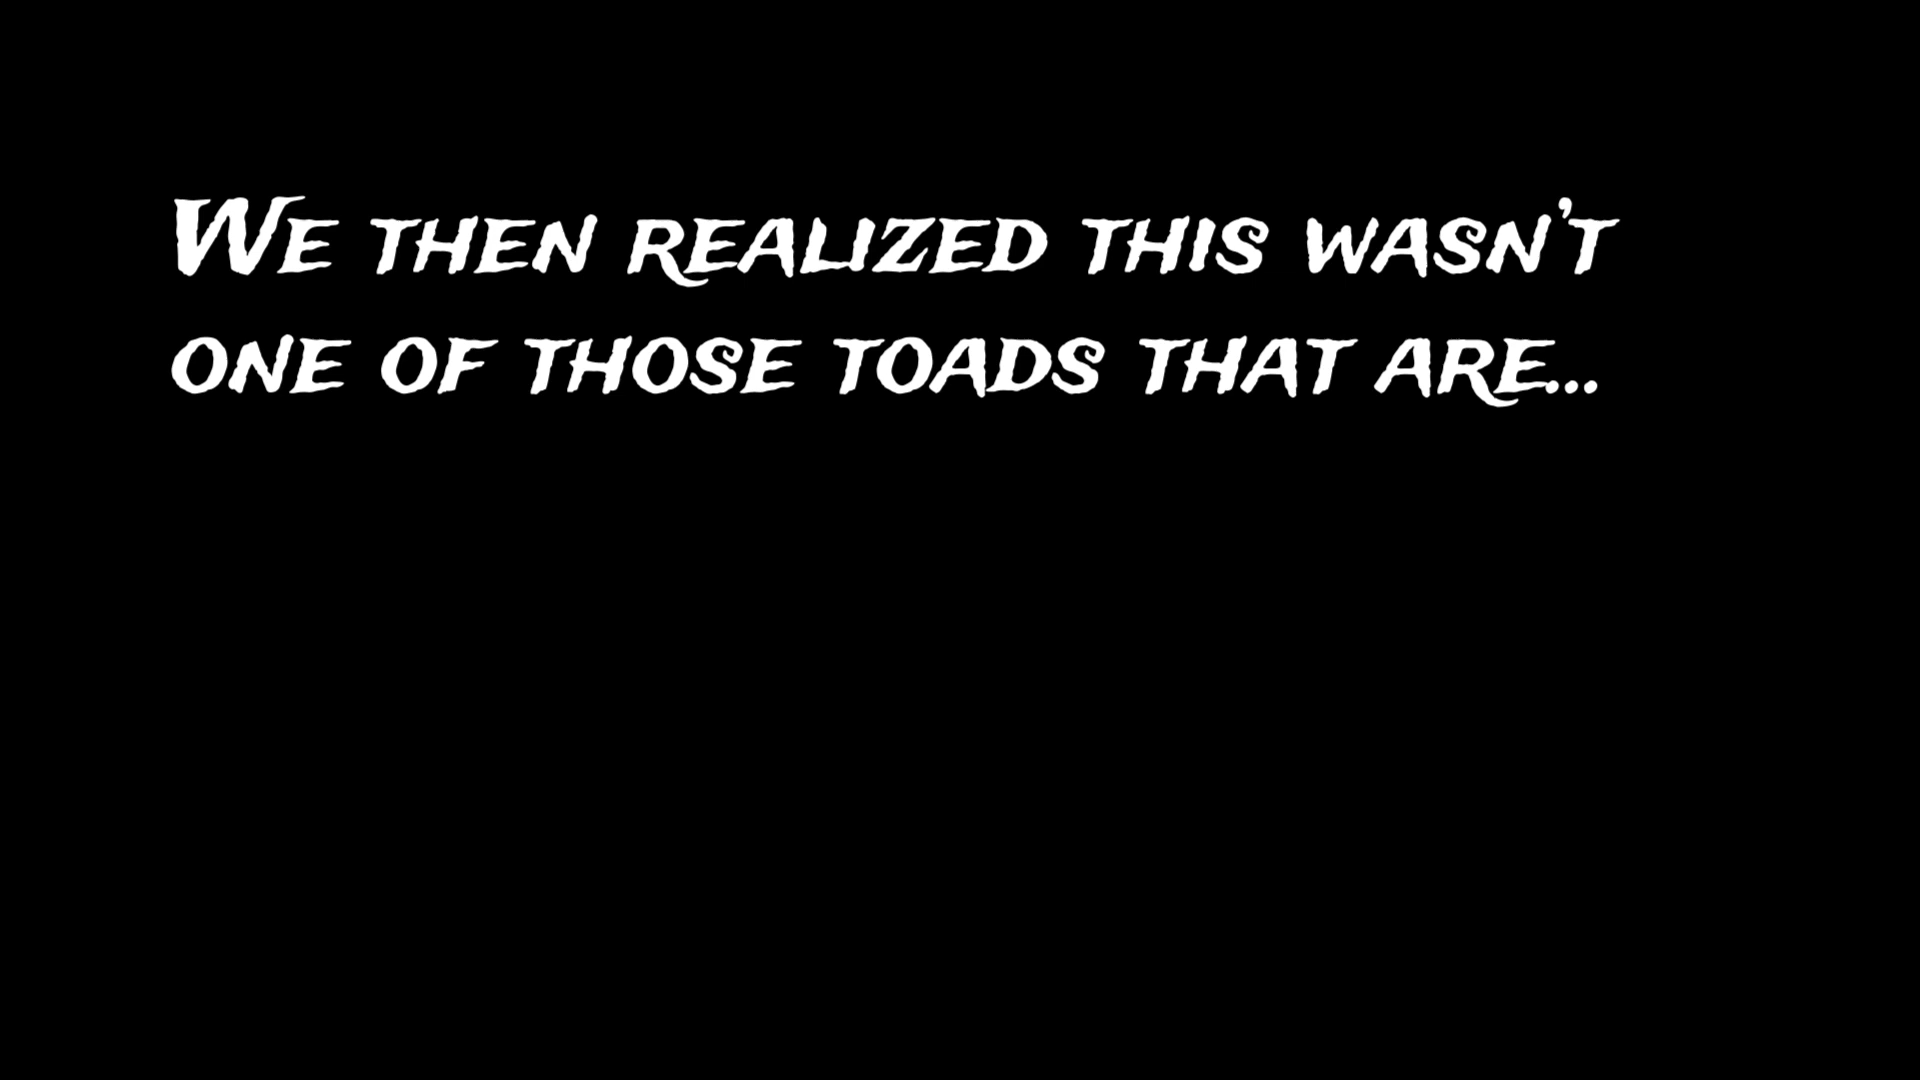 We then realized this wasn't
one of those toads that are...